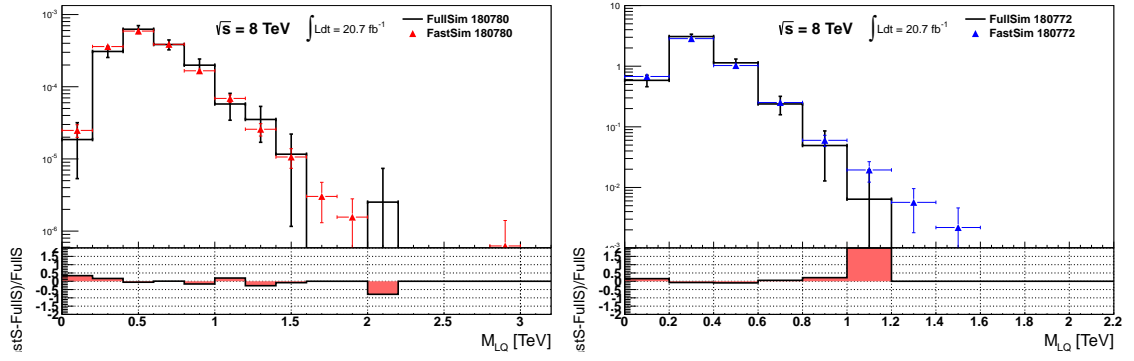 10⁻³
10⁻⁴
10⁻⁵
10⁻⁶
√s = 8 TeV ∫Ldt = 20.7 fb⁻¹
FullSim 180780
FastSim 180780
1.5
0.5
0
-0.5
-1
-1.5
-2
astS-FullS)/FullS
0 0.5 1 1.5 2 2.5 3
M_LQ [TeV]
10
1
10⁻¹
10⁻²
10⁻³
√s = 8 TeV ∫Ldt = 20.7 fb⁻¹
FullSim 180772
FastSim 180772
1.5
0.5
0
-0.5
-1
-1.5
-2
astS-FullS)/FullS
0 0.2 0.4 0.6 0.8 1 1.2 1.4 1.6 1.8 2 2.2
M_LQ [TeV]